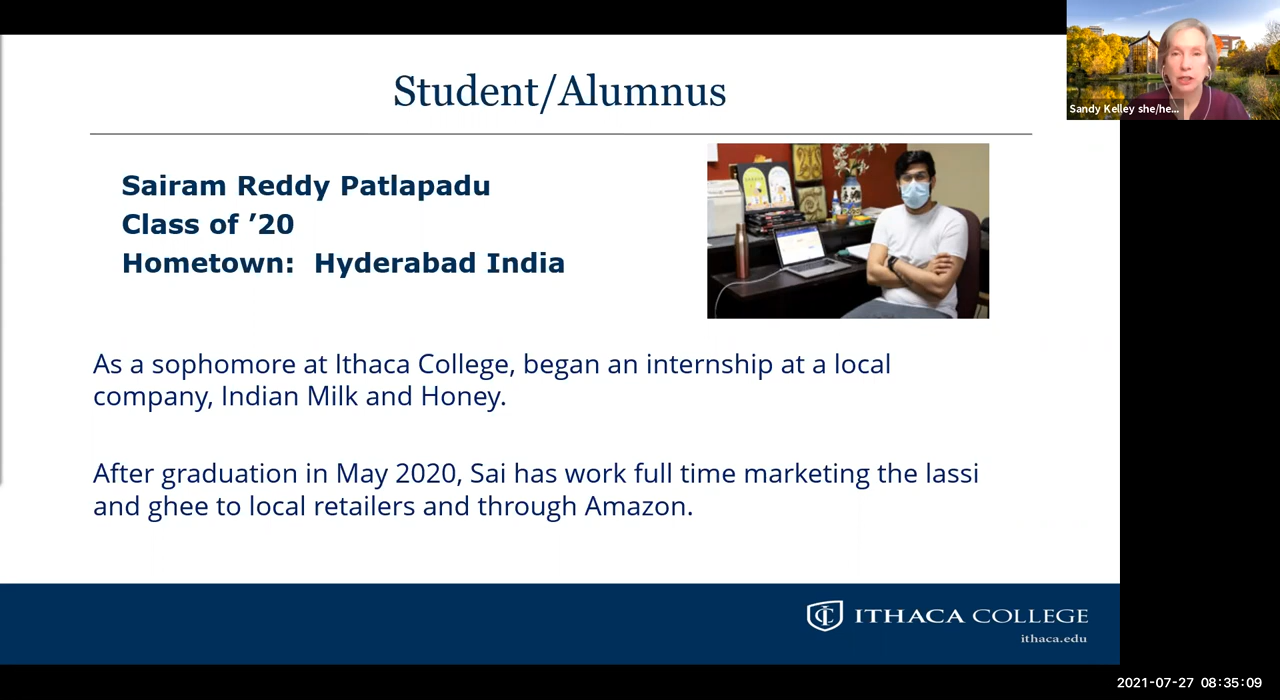 Student/Alumnus
Sandy Kelley she/he...
Sairam Reddy Patlapadu
Class of ’20
Hometown:  Hyderabad India
As a sophomore at Ithaca College, began an internship at a local
company, Indian Milk and Honey.
After graduation in May 2020, Sai has work full time marketing the lassi
and ghee to local retailers and through Amazon.
ITHACA COLLEGE
ithaca.edu
2021-07-27 08:35:09